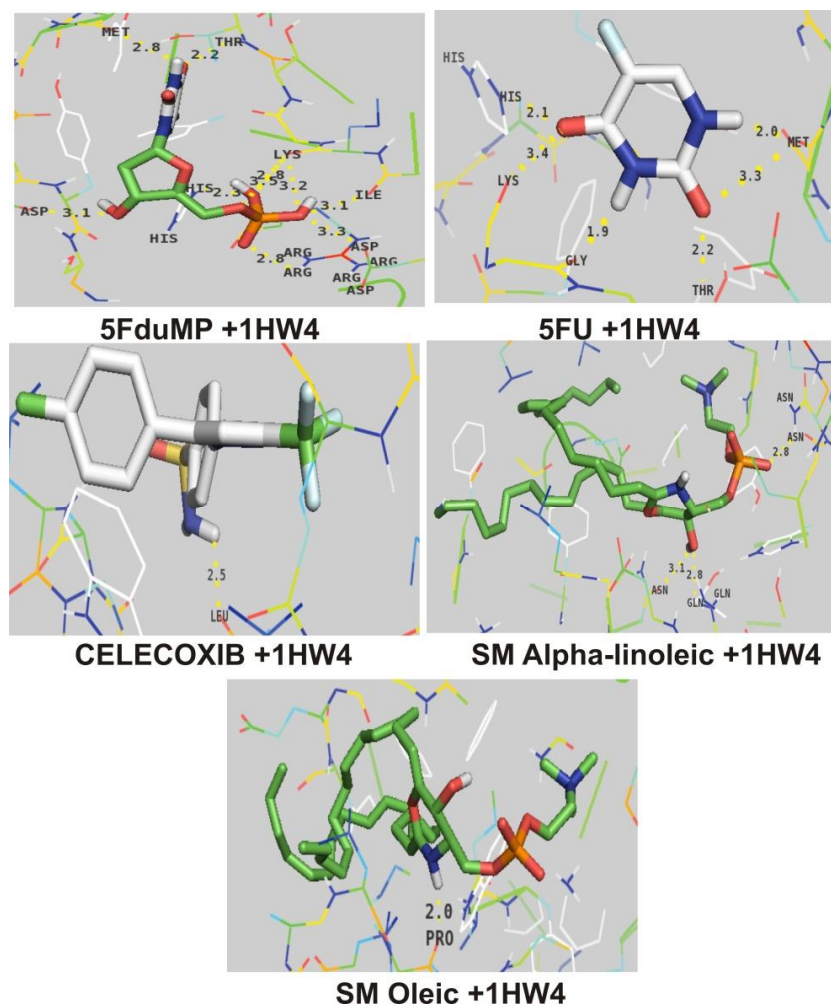 MET
2.8
2.2
THR
LYS
2.3
3.5
3.2
ILE
HIS
3.1
ASP
3.1
HIS
3.3
ASP
2.8
ARG
ARG
ARG
ARG
ASP
5FduMP +1HW4
HIS
HIS
2.1
2.0
MET
3.4
LYS
3.3
1.9
GLY
2.2
THR
5FU +1HW4
2.5
LEU
CELECOXIB +1HW4
ASN
ASN
2.8
3.1
2.8
ASN
GLN
GLN
SM Alpha-linoleic +1HW4
2.0
PRO
SM Oleic +1HW4